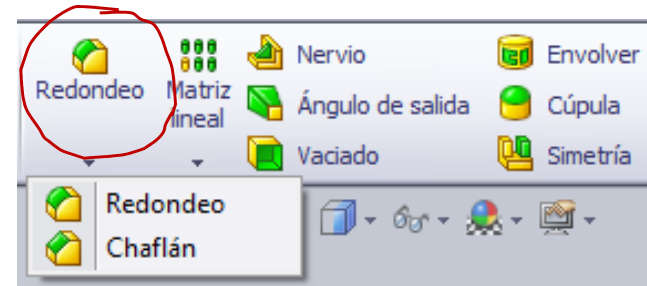 Redondeo
Matriz
lineal
Nervio
Ángulo de salida
Vaciado
Envolver
Cúpula
Simetría
Redondeo
Chaflán